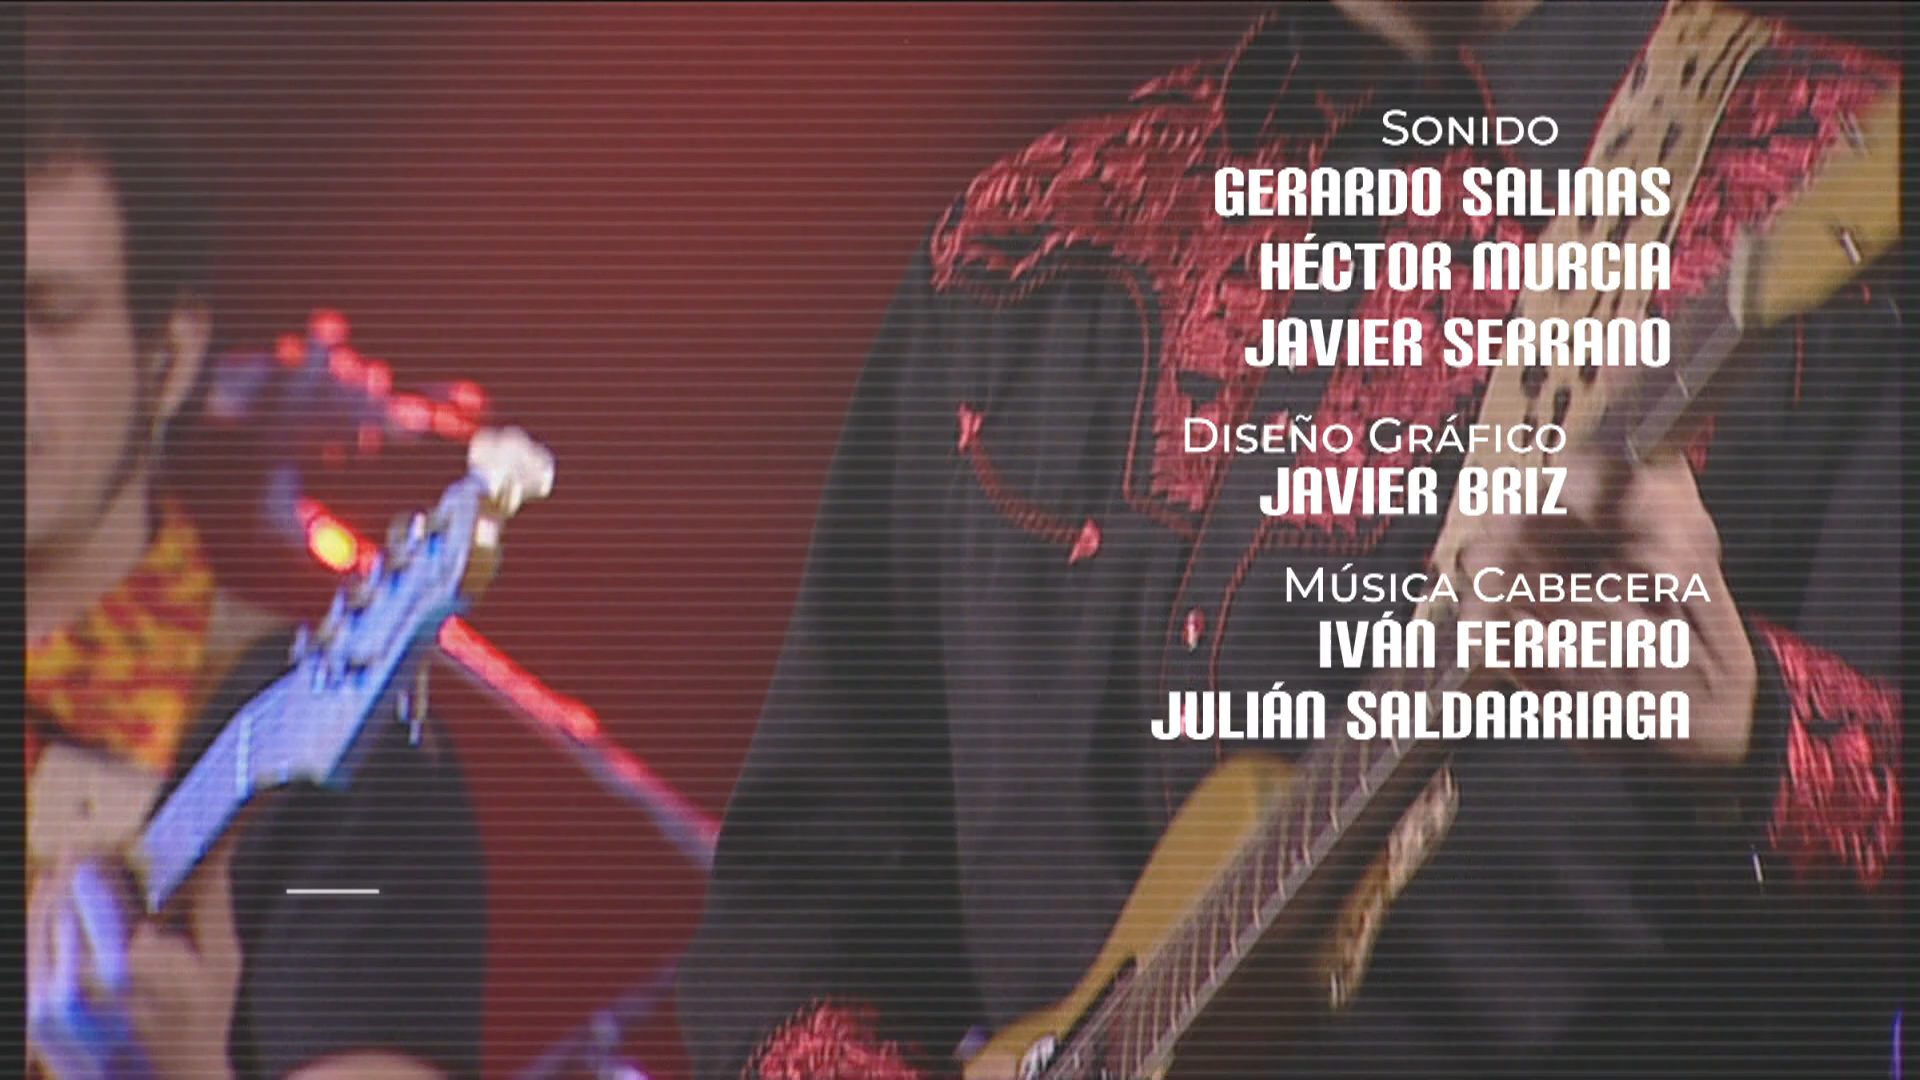 Sonido
GERARDO SALINAS
HÉCTOR MURCIA
JAVIER SERRANO
Diseño Gráfico
JAVIER BRIZ
Música Cabecera
IVÁN FERREIRO
JULIÁN SALDARRIAGA